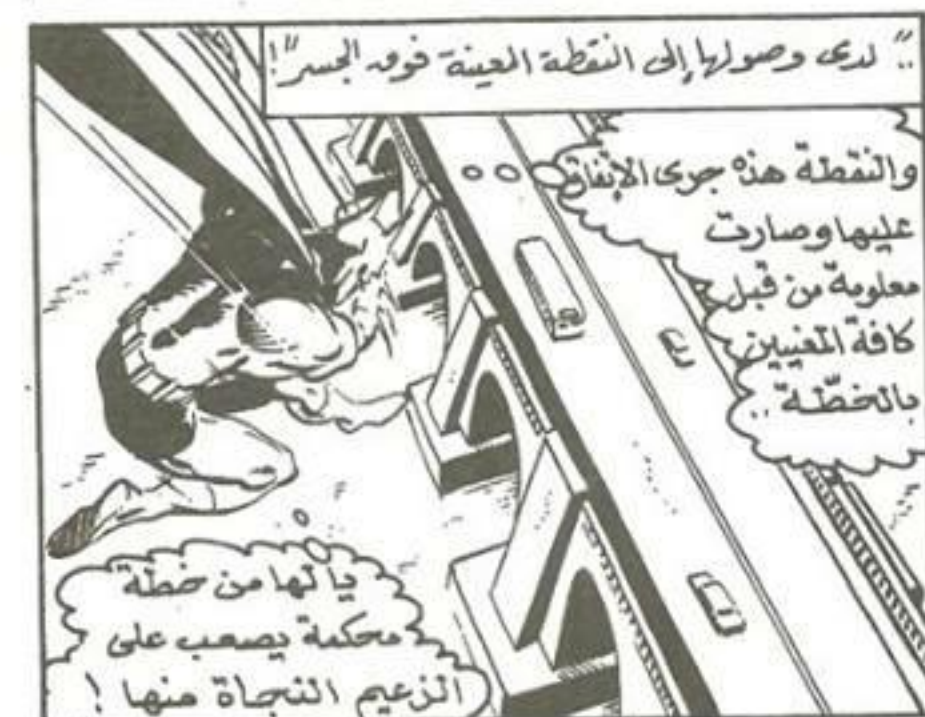 .." لدى وصولها إلى النقطة المعينة فوق الجسر"!
والنقطة هذه جرى الاتفاق
عليها وصارت
معلومة من قبل
كافة المعنيين
بالخطّة..
يا لها من خطة
محكمة يصعب على
الزعيم النجاة منها!